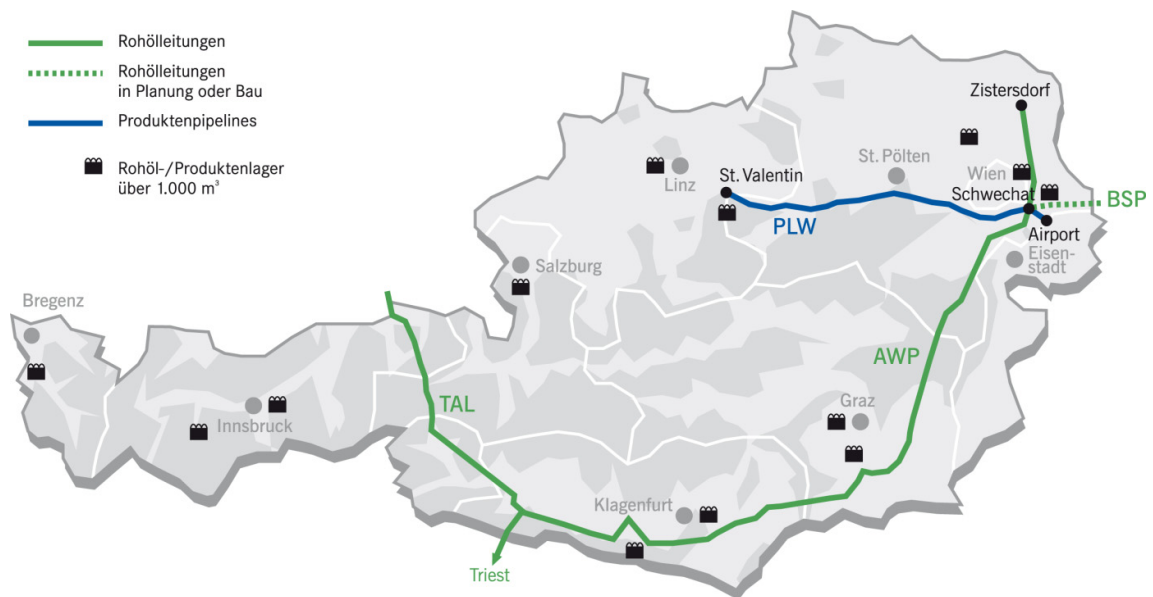 Rohölleitungen
Rohölleitungen
in Planung oder Bau
Produktenpipelines
Rohöl-/Produktenlager
über 1.000 m³
Zistersdorf
St. Pölten
Wien
Linz
St. Valentin
Schwechat
BSP
PLW
Airport
Eisen-
stadt
Salzburg
Bregenz
AWP
TAL
Graz
Innsbruck
Klagenfurt
Triest